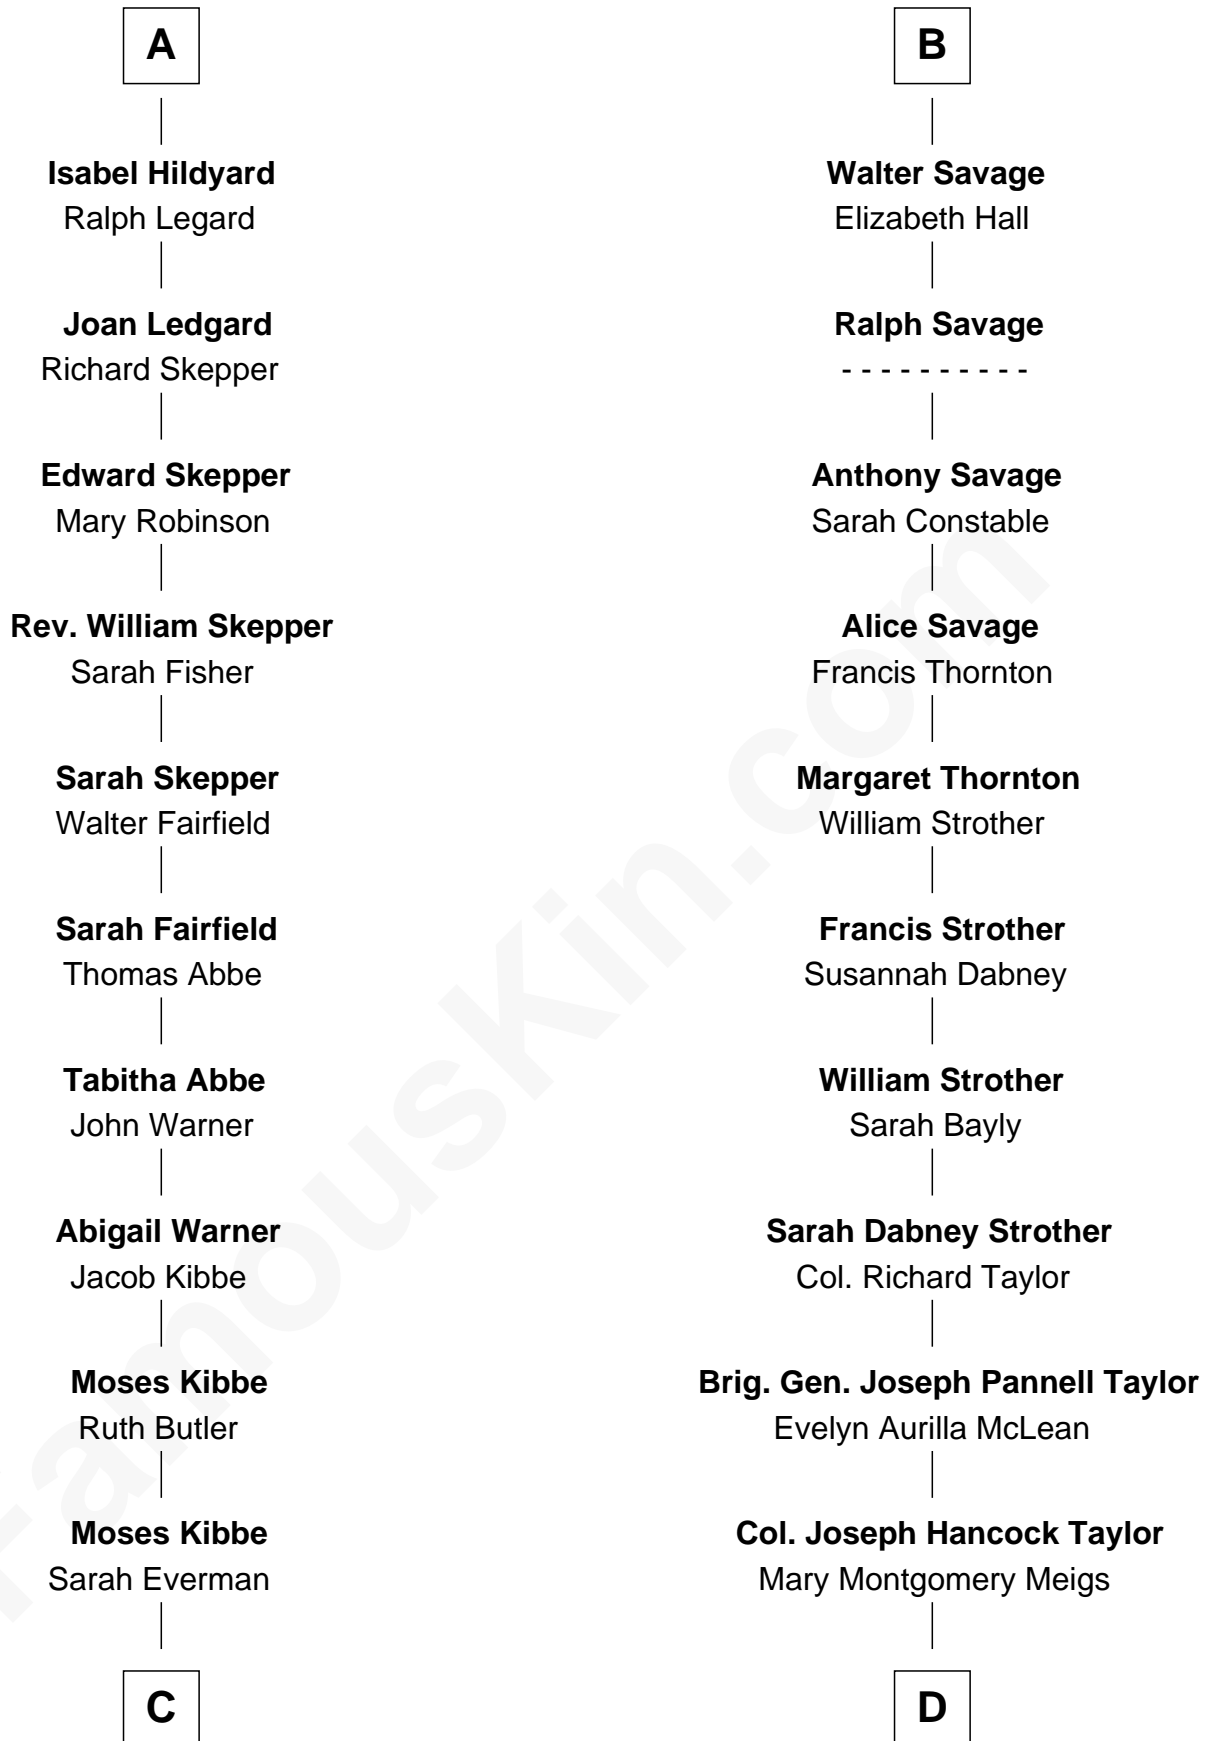 A
Isabel Hildyard
Ralph Legard
Joan Ledgard
Richard Skepper
Edward Skepper
Mary Robinson
Rev. William Skepper
Sarah Fisher
Sarah Skepper
Walter Fairfield
Sarah Fairfield
Thomas Abbe
Tabitha Abbe
John Warner
Abigail Warner
Jacob Kibbe
Moses Kibbe
Ruth Butler
Moses Kibbe
Sarah Everman
C
B
Walter Savage
Elizabeth Hall
Ralph Savage
- - - - - - - - - -
Anthony Savage
Sarah Constable
Alice Savage
Francis Thornton
Margaret Thornton
William Strother
Francis Strother
Susannah Dabney
William Strother
Sarah Bayly
Sarah Dabney Strother
Col. Richard Taylor
Brig. Gen. Joseph Pannell Taylor
Evelyn Aurilla McLean
Col. Joseph Hancock Taylor
Mary Montgomery Meigs
D
FamousKin.com